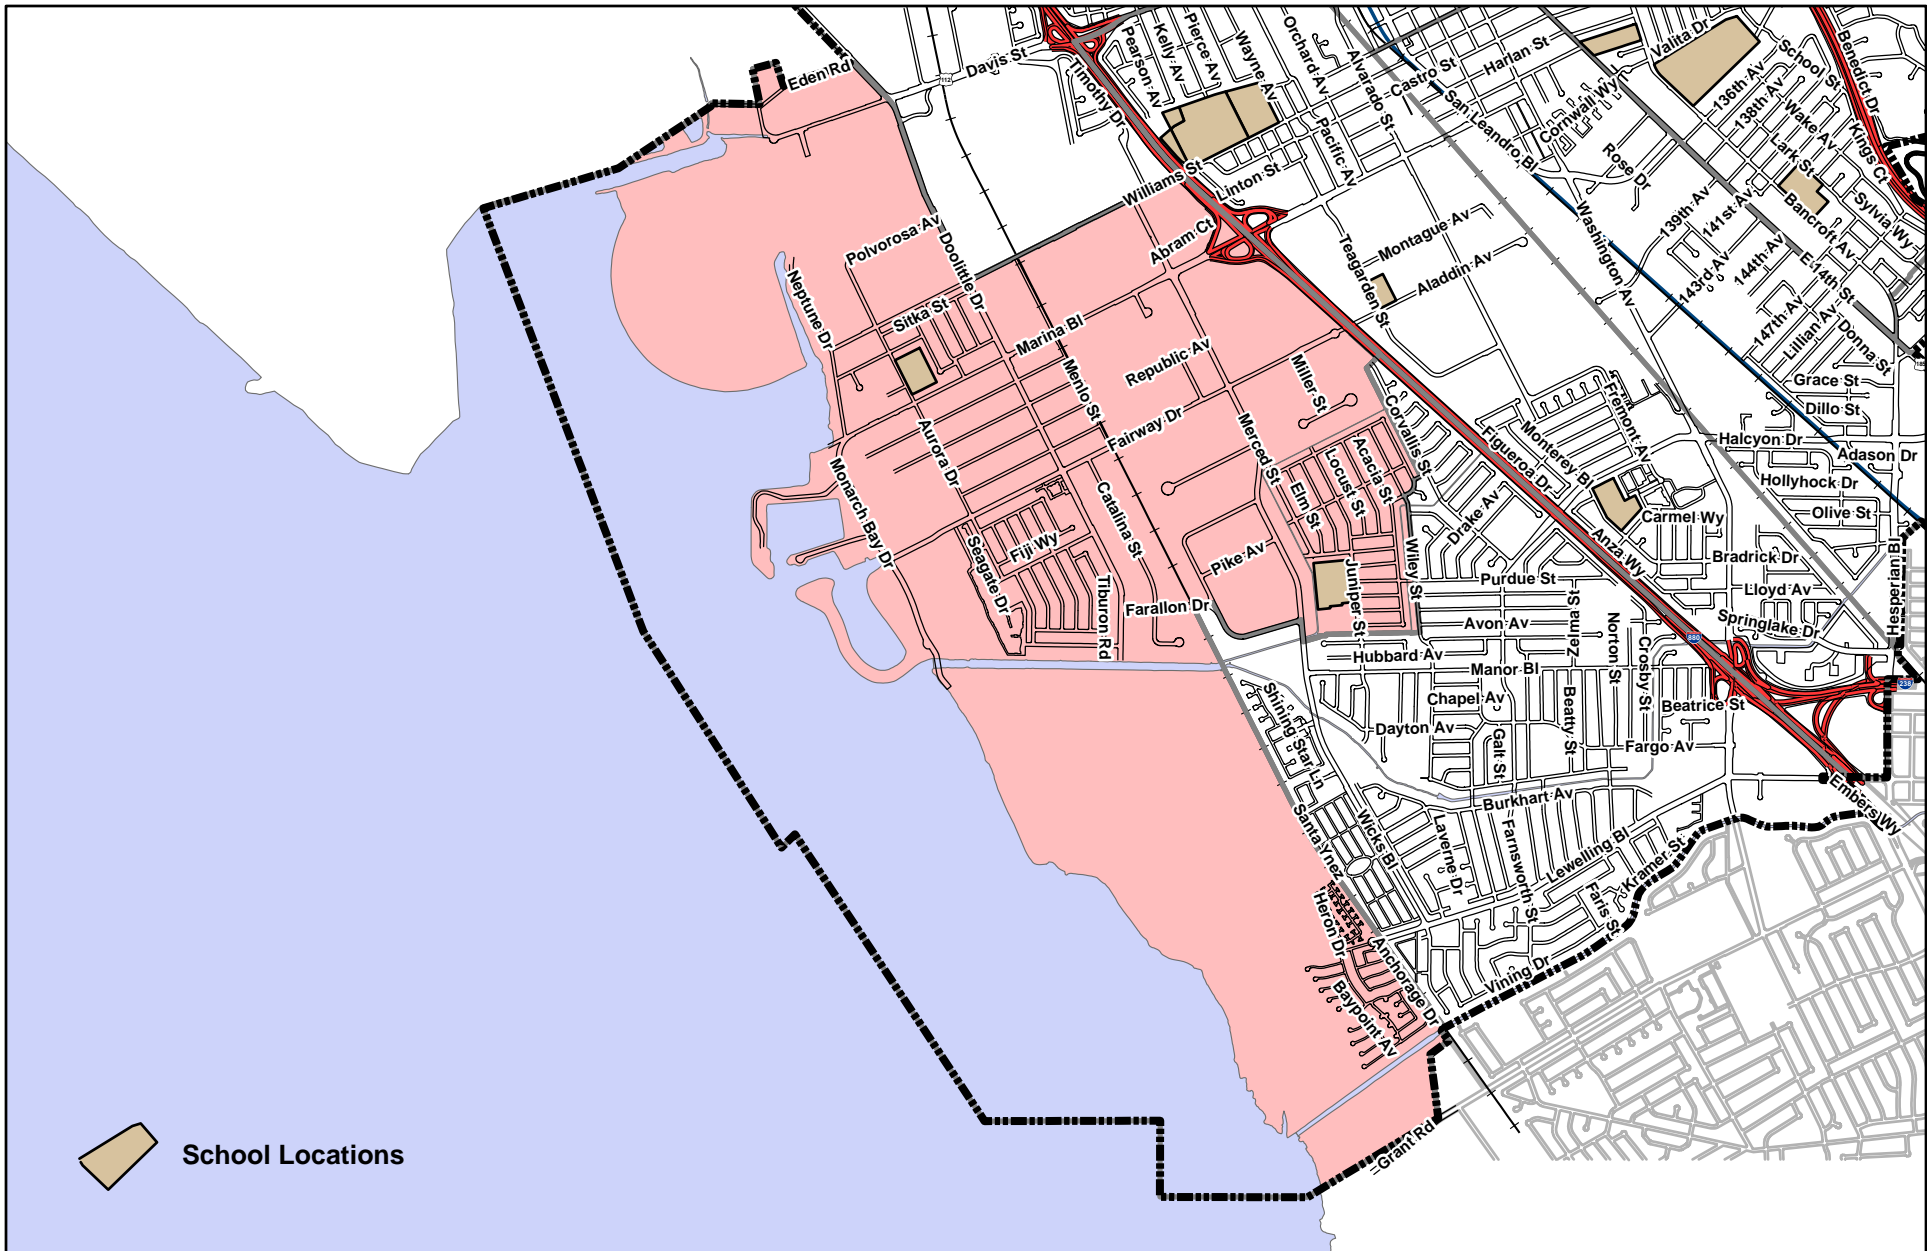 Eden Rd
Davis St
112
Timothy Dr
Pearson Av
Kelly Av
Pierce Av
Wayne Av
Orchard Av
Alvarado St
Castro St
Harlan St
Valita Dr
School St
Benedict Dr
136th Av
138th Av
Wake Av
Kings Ct
Lark St
Sylvia Wy
Bancroft Av
E 14th St
San Leandro Bl
Cornwall Wy
Rose Dr
Washington Av
139th Av
141st Av
143rd Av
144th Av
147th Av
Lillian Av
Donna St
185
Pacific Av
Williams St
Linton St
Abram Ct
Teagarden St
Montague Av
Aladdin Av
Polvorosa Av
Doolittle Dr
Neptune Dr
Sitka St
Marina Bl
Menlo St
Republic Av
Miller St
Fairway Dr
Merced St
Aurora Dr
Monarch Bay Dr
Catalina St
Seagate Dr
Fiji Wy
Tiburon Rd
Farallon Dr
Pike Av
Elm St
Locust St
Acacia St
Corvallis St
Juniper St
Wiley St
Figueroa Dr
Drake Av
Monterey Bl
Fremont Av
Anza Wy
Carmel Wy
Grace St
Dillo St
Halcyon Dr
Adason Dr
Hollyhock Dr
Olive St
Bradrick Dr
Lloyd Av
Springlake Dr
Hesperian Bl
Purdue St
Avon Av
Zelma St
Norton St
Crosby St
880
238
Hubbard Av
Manor Bl
Chapel Av
Dayton Av
Galt St
Beatty St
Beatrice St
Fargo Av
Embers Wy
Burkhart Av
Shining Star Ln
Santa Ynez
Wicks Bl
Laverne Dr
Farnsworth St
Lewelling Bl
Kramer St
Faris St
Vining Dr
Heron Dr
Anchorage Dr
Baypoint Av
Grant Rd
School Locations